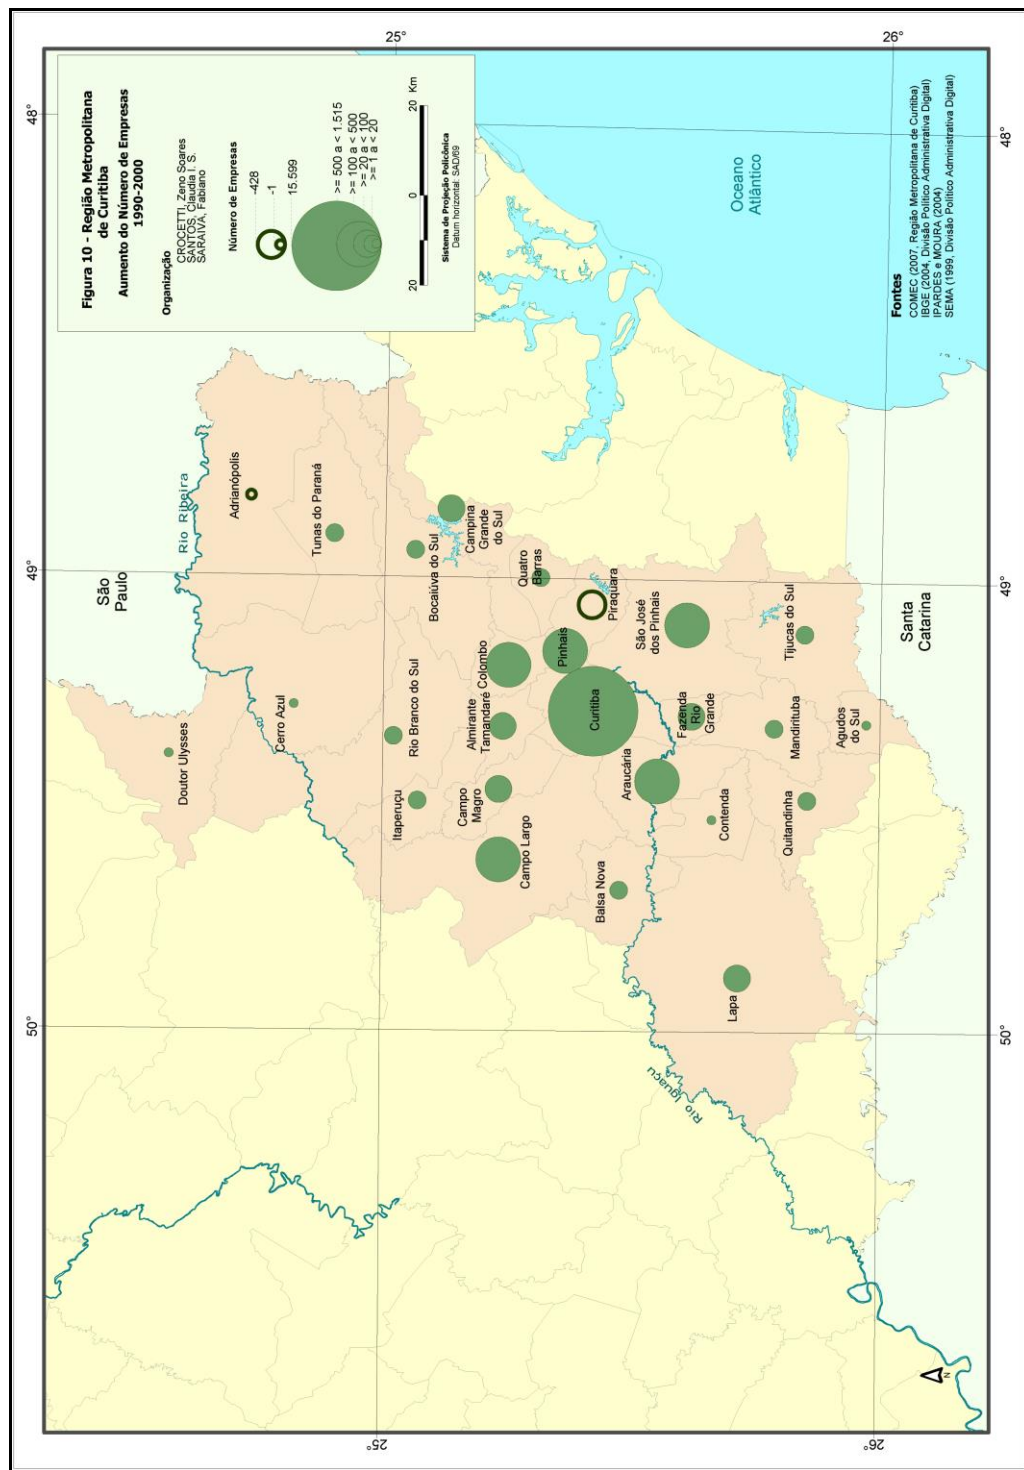 Figura 10 - Região Metropolitana
de Curitiba
Aumento do Número de Empresas
1990-2000
Organização
CROCETTI, Zeno Soares
SANTOS, Claudia I. S.
SARAIVA, Fabiano
Número de Empresas
-428
-1
15.599
>= 500 a < 1.515
>= 100 a < 500
>= 20 a < 100
>= 1 a < 20
20
0
20 Km
Sistema de Projeção Policônica
Datum horizontal: SAD/69
50°
49°
48°
25°
25°
26°
26°
50°
49°
48°
São
Paulo
Rio Ribeira
Adrianópolis
Doutor Ulysses
Cerro Azul
Tunas do Paraná
Itaperuçu
Rio Branco do Sul
Bocaiúva do Sul
Campo
Magro
Almirante
Tamandaré
Colombo
Campina
Grande
do Sul
Campo Largo
Quatro
Barras
Pinhais
Curitiba
Piraquara
Balsa Nova
Araucária
São José
dos Pinhais
Fazenda
Rio
Grande
Contenda
Lapa
Quitandinha
Mandirituba
Tijucas do Sul
Agudos
do Sul
Rio Iguaçu
Santa
Catarina
Oceano
Atlântico
N
Fontes
COMEC (2007, Região Metropolitana de Curitiba)
IBGE (2004, Divisão Político Administrativa Digital)
IPARDES e MOURA (2004)
SEMA (1999, Divisão Político Administrativa Digital)